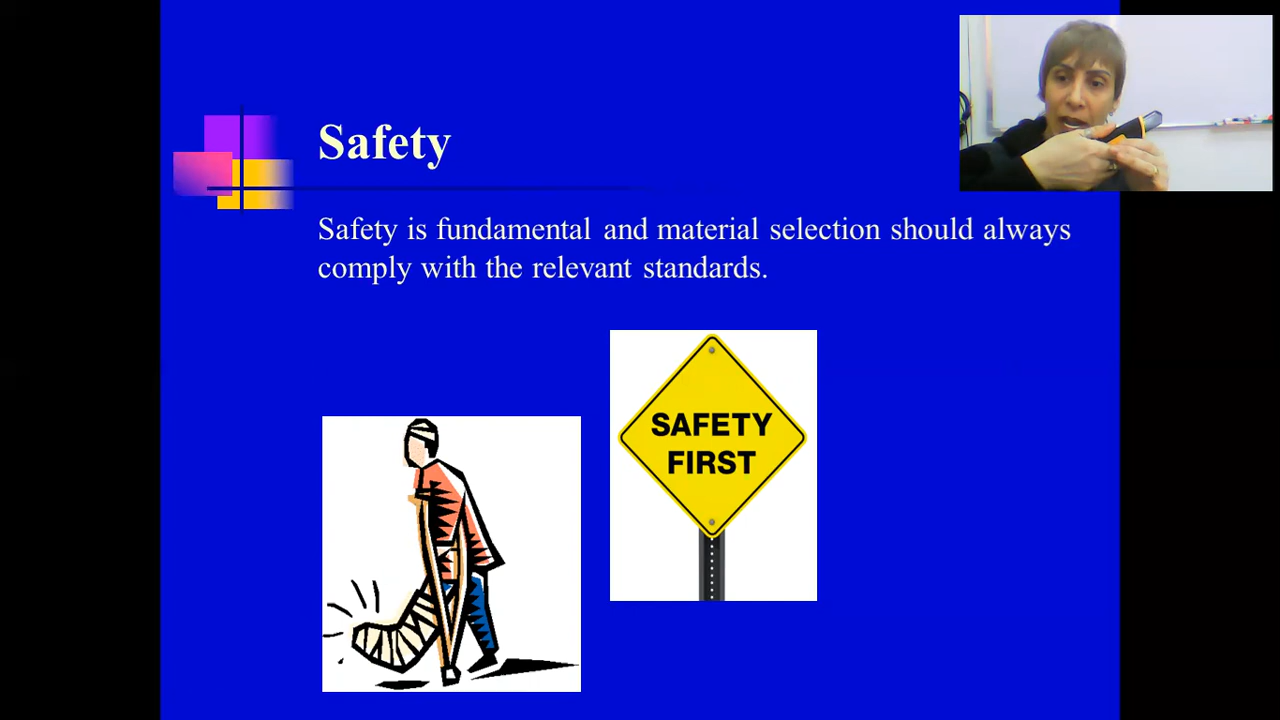 Safety
Safety is fundamental and material selection should always
comply with the relevant standards.
SAFETY
FIRST